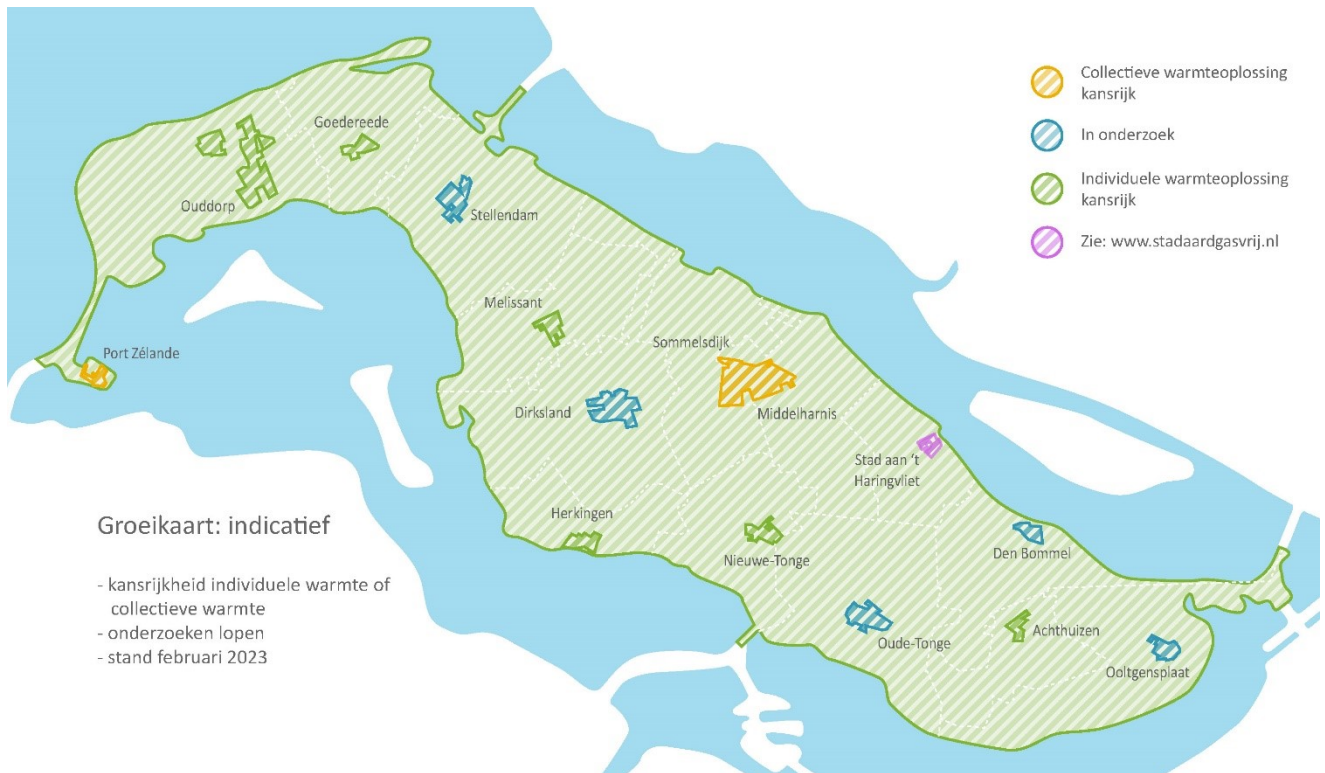 Collectieve warmteoplossing
kansrijk
In onderzoek
Individuele warmteoplossing
kansrijk
Zie: www.stadaardgasvrij.nl
Goedereede
Ouddorp
Stellendam
Melissant
Port Zélande
Sommelsdijk
Dirksland
Middelharnis
Stad aan ‘t
Haringvliet
Herkingen
Nieuwe-Tonge
Den Bommel
Oude-Tonge
Achthuizen
Ooltgensplaat
Groeikaart: indicatief
- kansrijkheid individuele warmte of
collectieve warmte
- onderzoeken lopen
- stand februari 2023